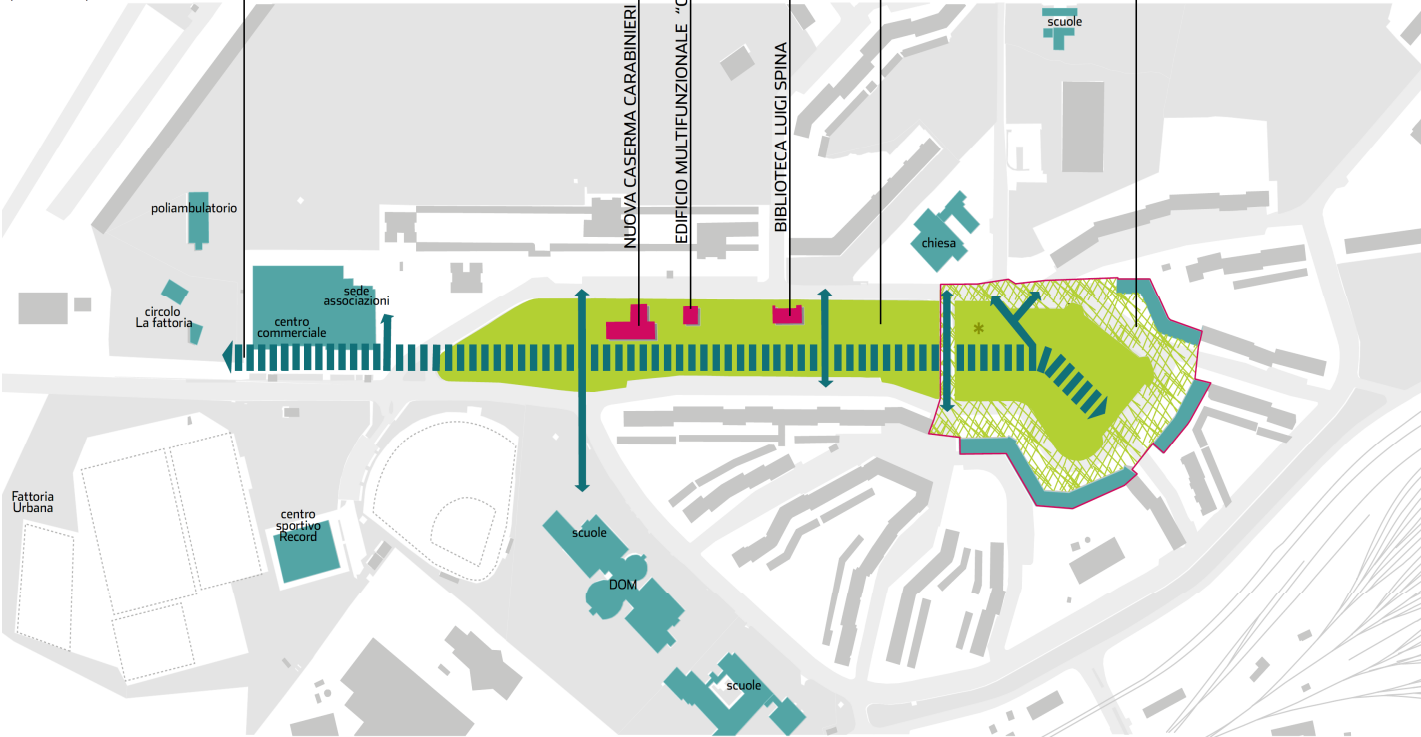 scuole
NUOVA CASERMA CARABINIERI
EDIFICIO MULTIFUNZIONALE
BIBLIOTECA LUIGI SPINA
poliambulatorio
chiesa
sede
associazioni
circolo
La fattoria
centro
commerciale
*
Fattoria
Urbana
centro
sportivo
Record
scuole
DOM
scuole